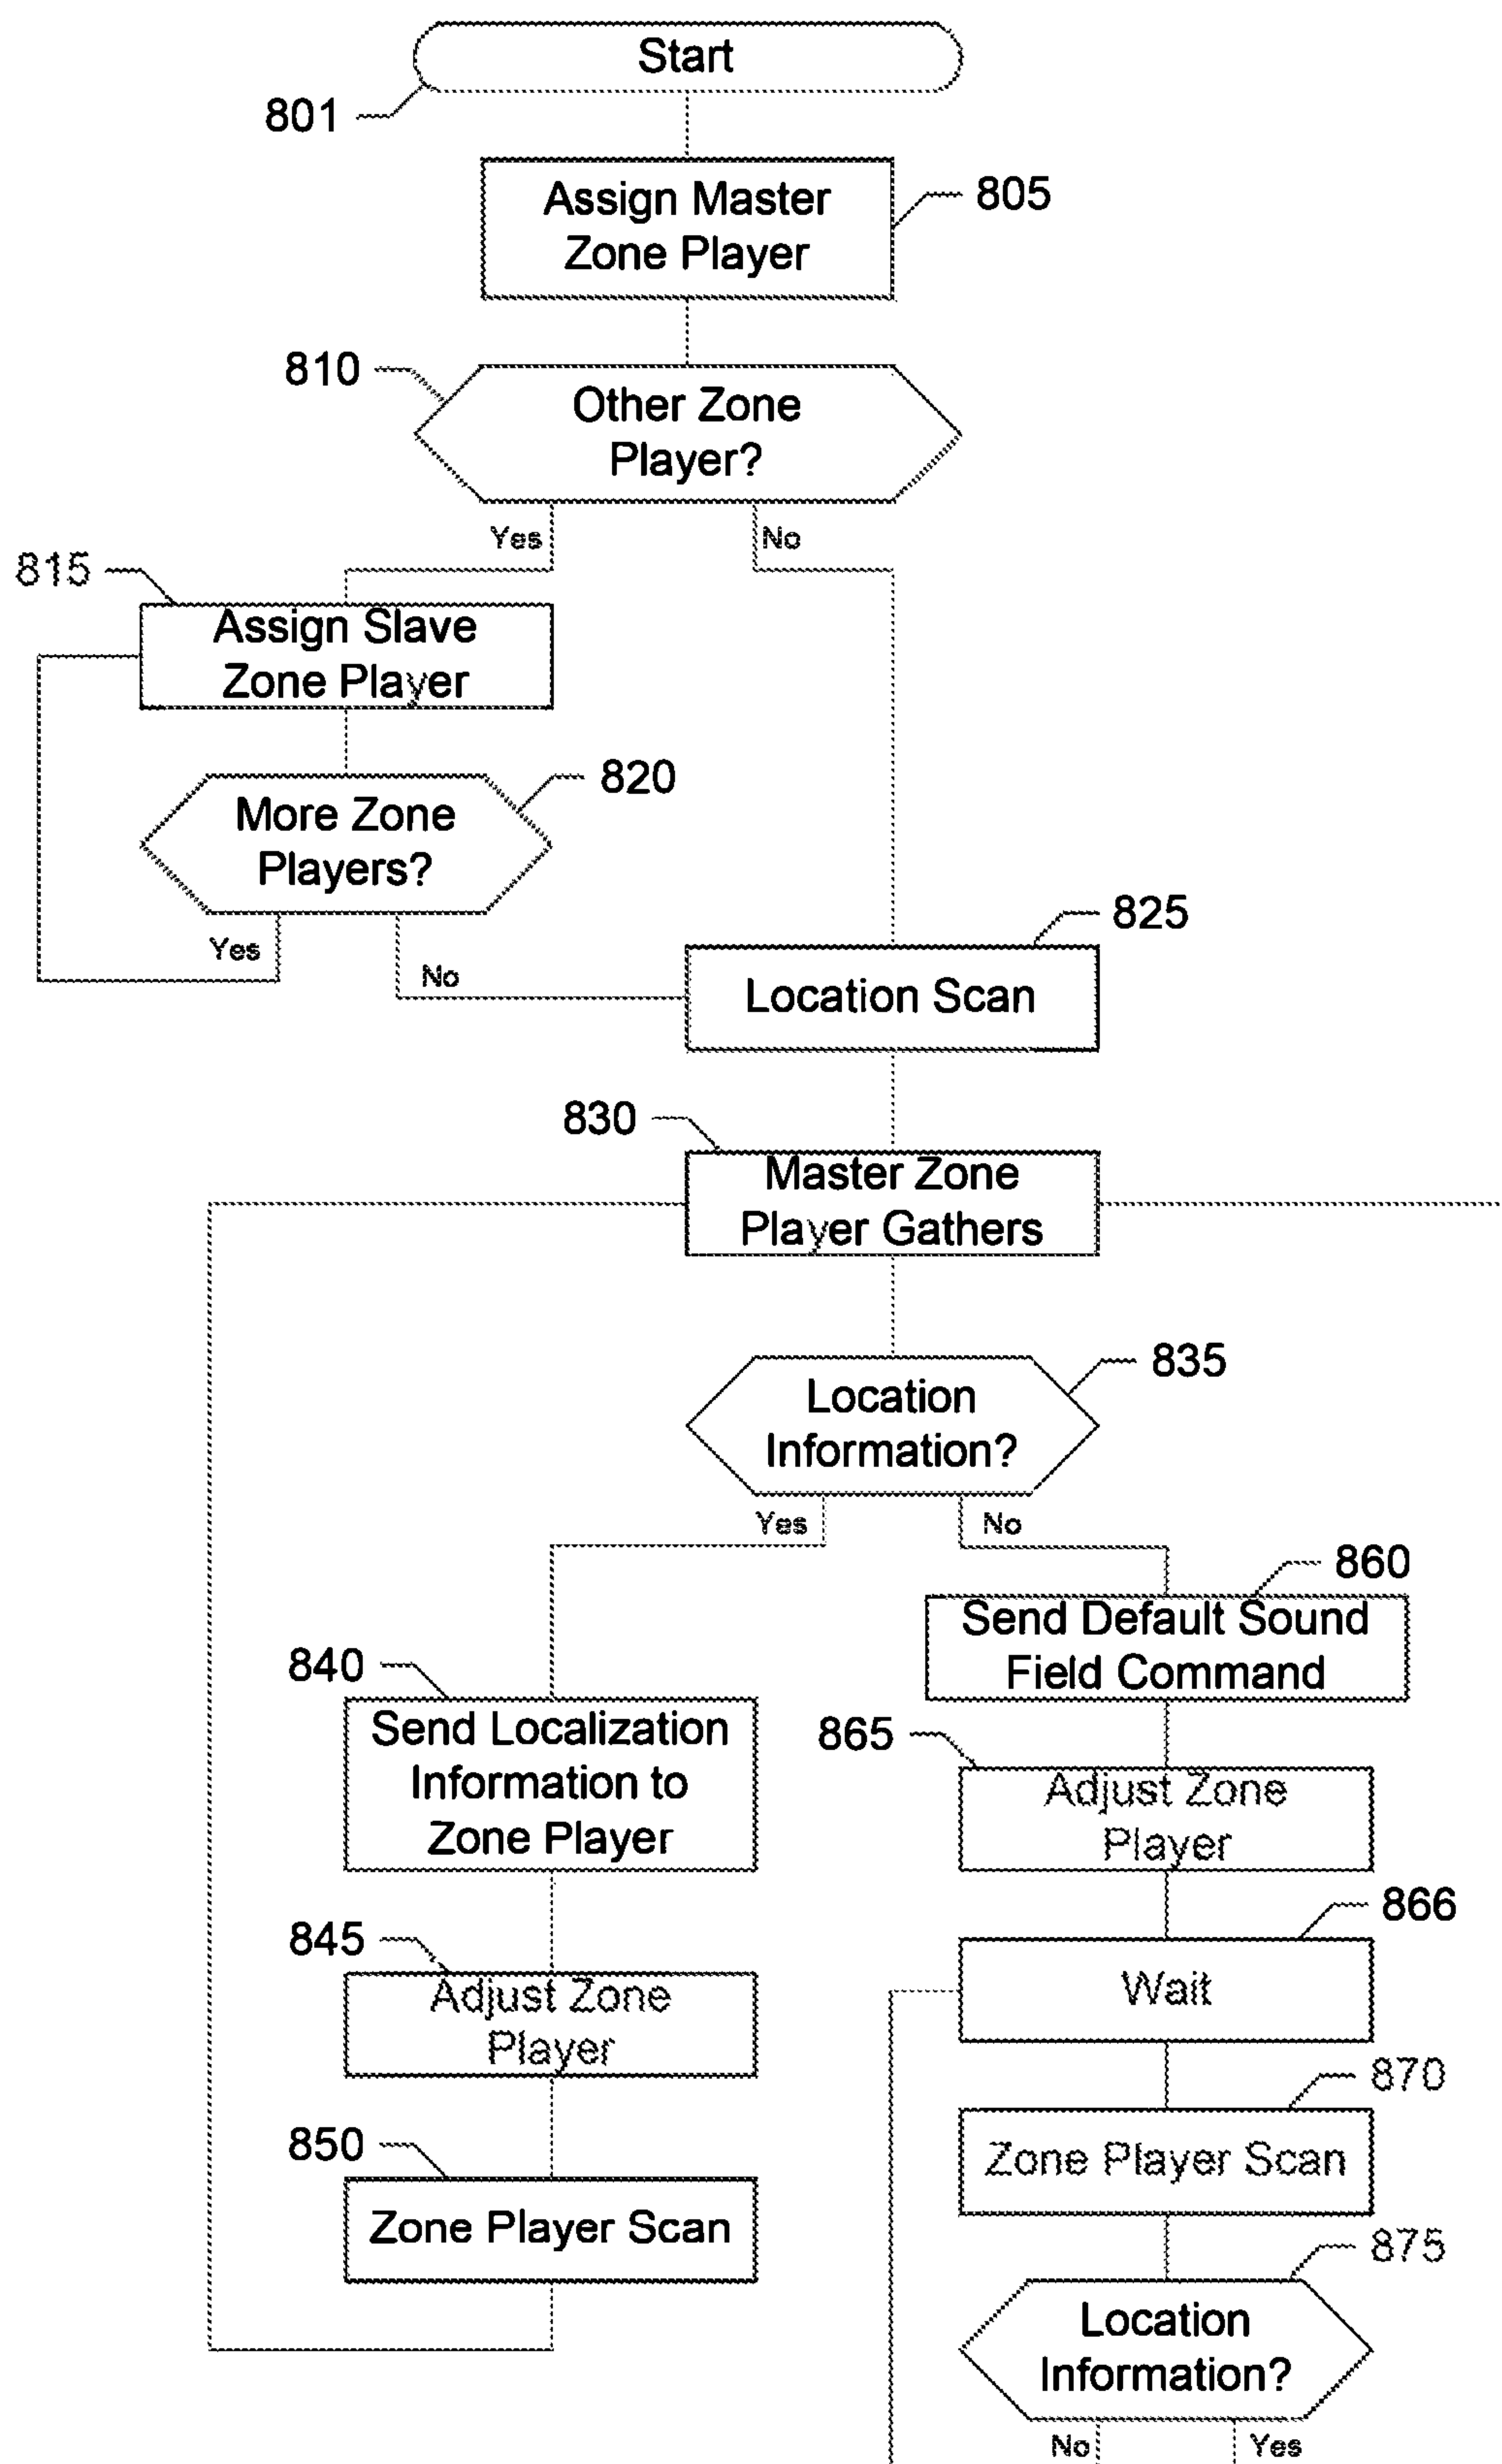 Start
801
Assign Master
Zone Player
805
810
Other Zone
Player?
Yes
No
815
Assign Slave
Zone Player
820
More Zone
Players?
Yes
No
825
Location Scan
830
Master Zone
Player Gathers
835
Location
Information?
Yes
No
860
Send Default Sound
Field Command
840
Send Localization
Information to
Zone Player
865
Adjust Zone
Player
866
Wait
845
Adjust Zone
Player
870
Zone Player Scan
850
Zone Player Scan
875
Location
Information?
No
Yes